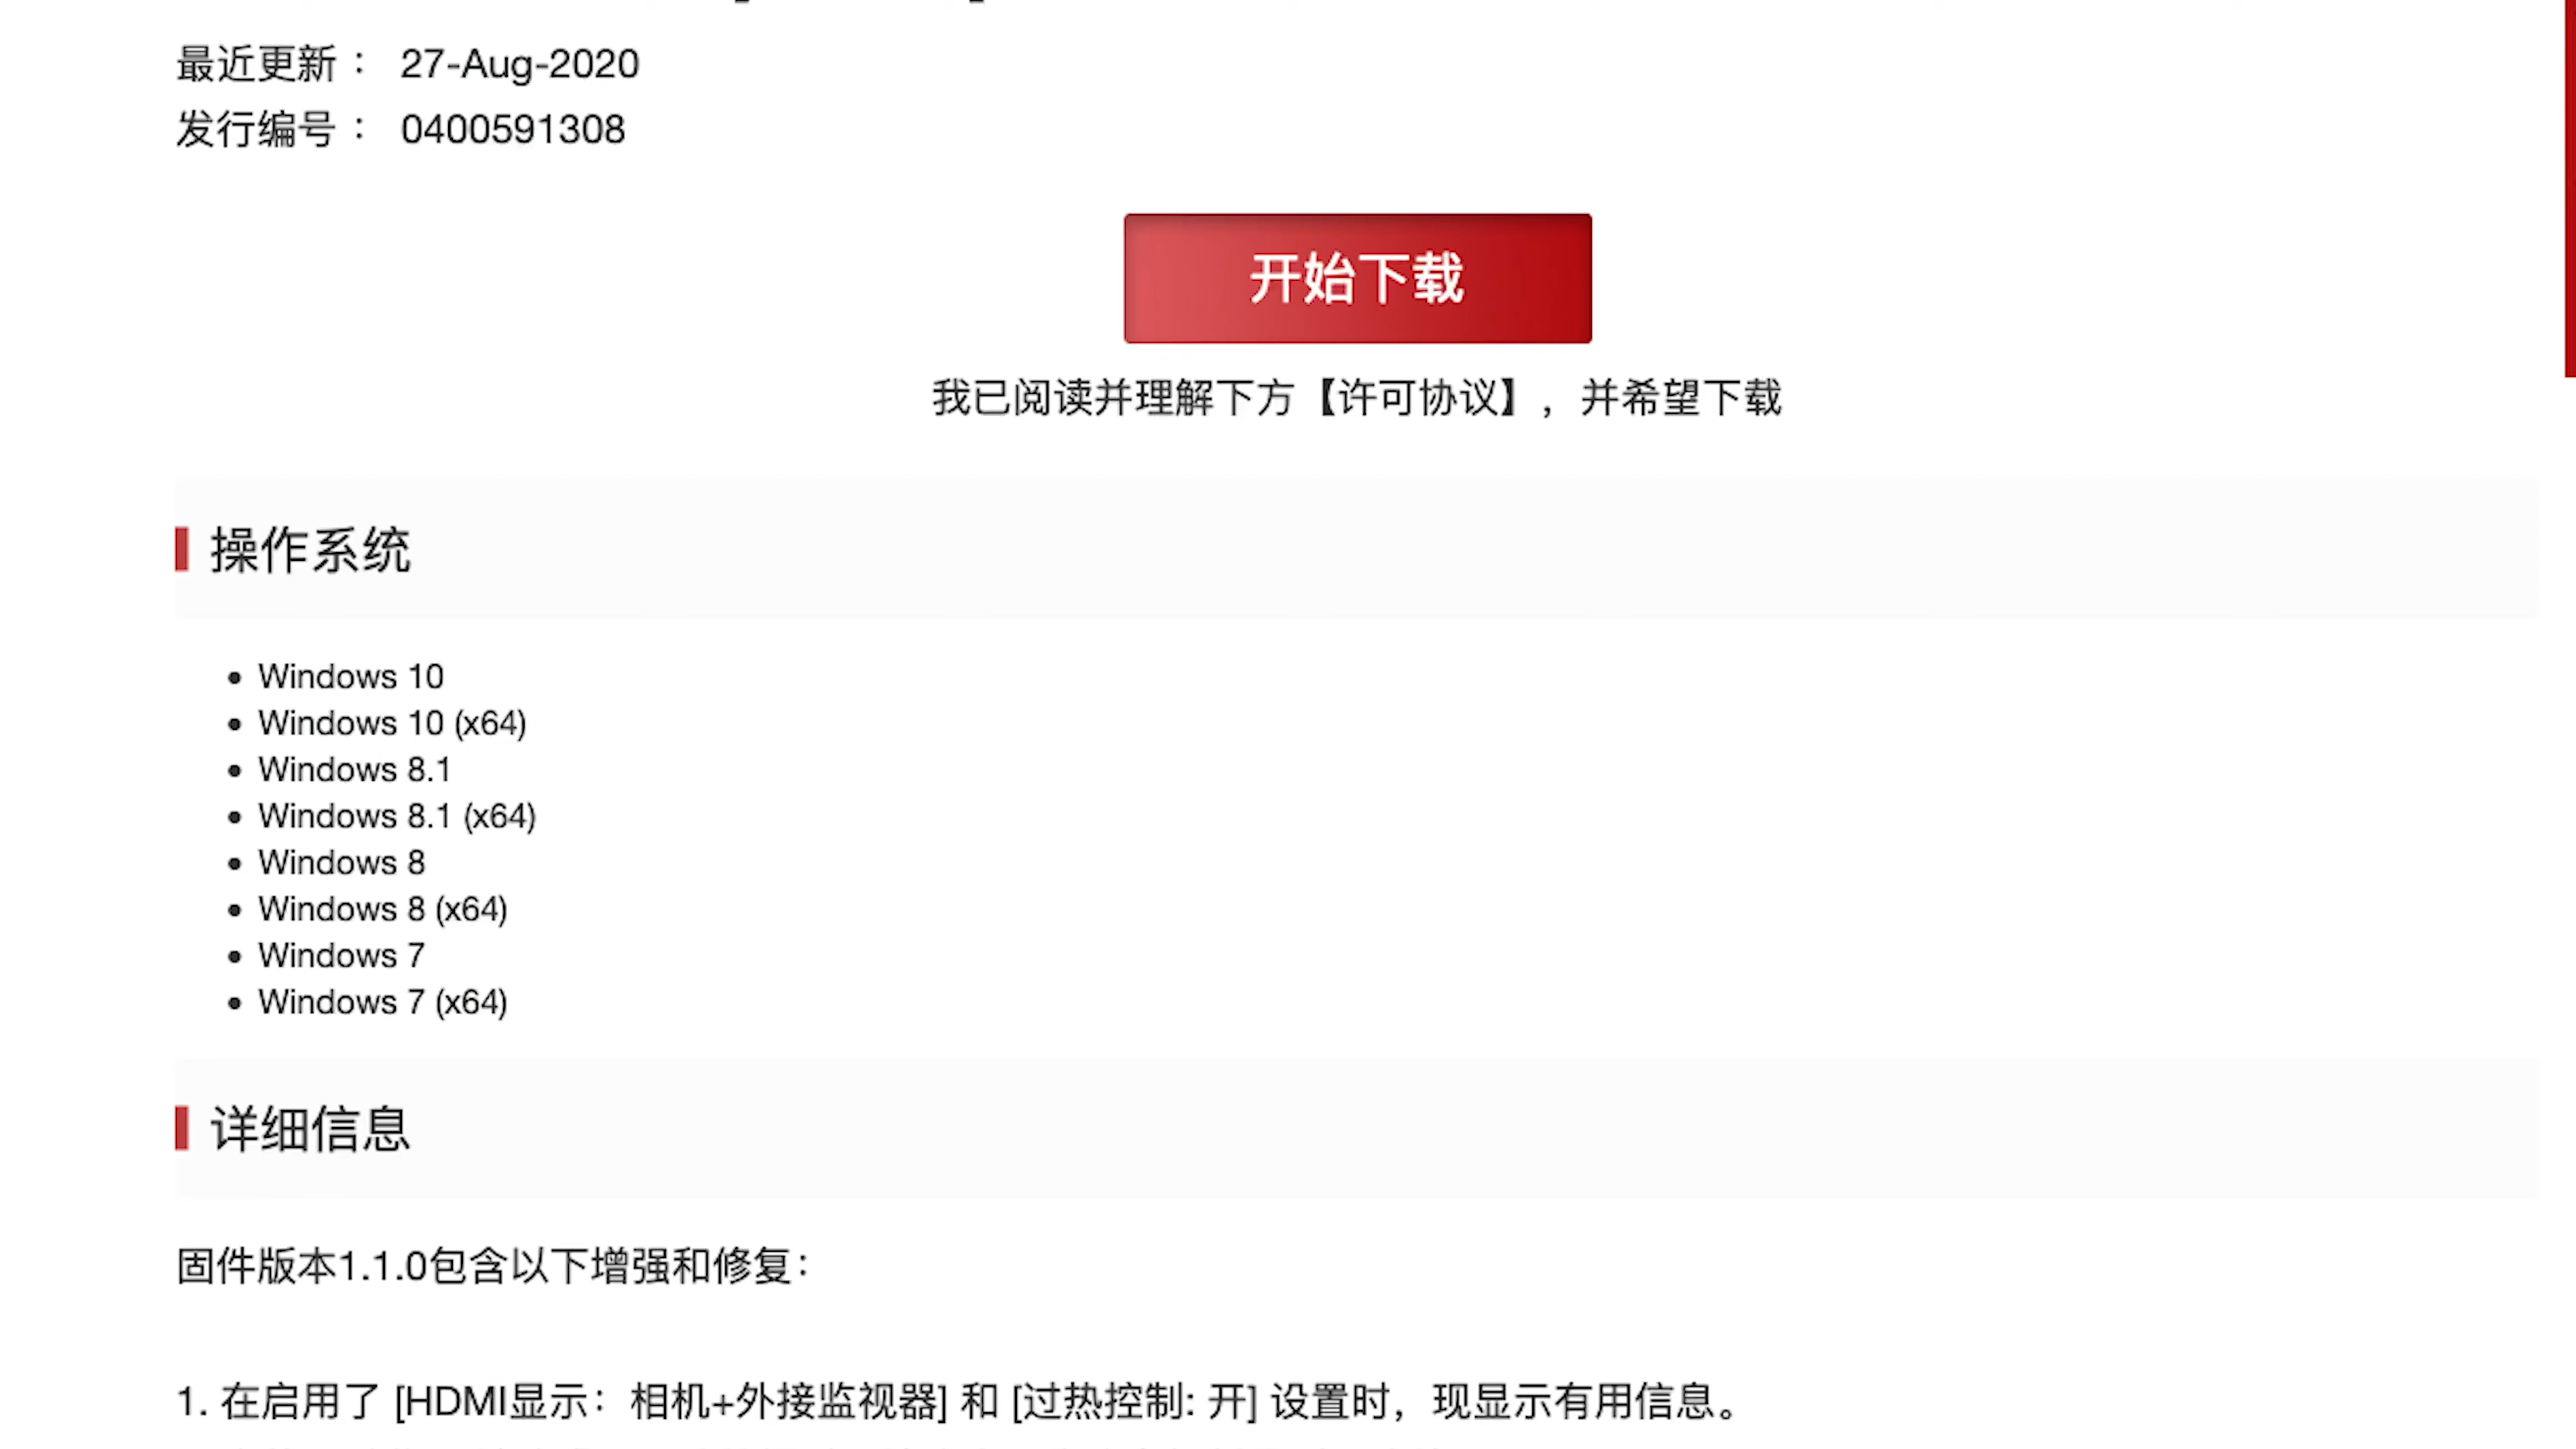 最近更新： 27-Aug-2020
发行编号： 0400591308
开始下载
我已阅读并理解下方【许可协议】，并希望下载
操作系统
Windows 10
Windows 10 (x64)
Windows 8.1
Windows 8.1 (x64)
Windows 8
Windows 8 (x64)
Windows 7
Windows 7 (x64)
详细信息
固件版本1.1.0包含以下增强和修复：
1. 在启用了 [HDMI显示：相机+外接监视器] 和 [过热控制: 开] 设置时，现显示有用信息。